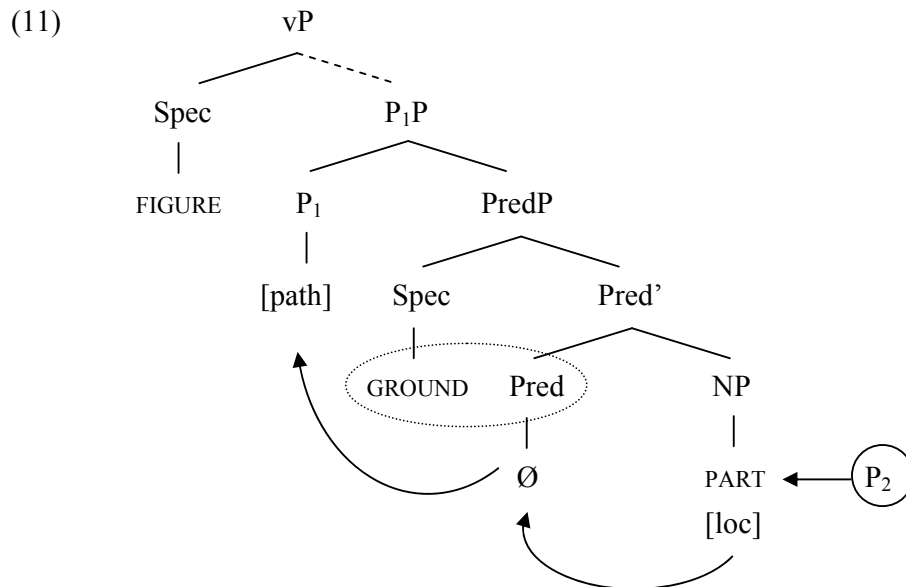 (11) vP
Spec P₁P
FIGURE P₁ PredP
[path] Spec Pred’
GROUND Pred NP
Ø PART P₂
[loc]